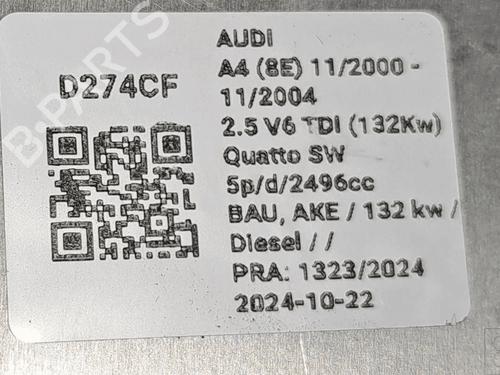 D274CF
AUDI
A4 (8E) 11/2000 -
11/2004
2.5 V6 TDI (132Kw)
Quatto SW
5p/d/2496cc
BAU, AKE / 132 kw /
Diesel / /
PRA: 1323/2024
2024-10-22
B-PARTS